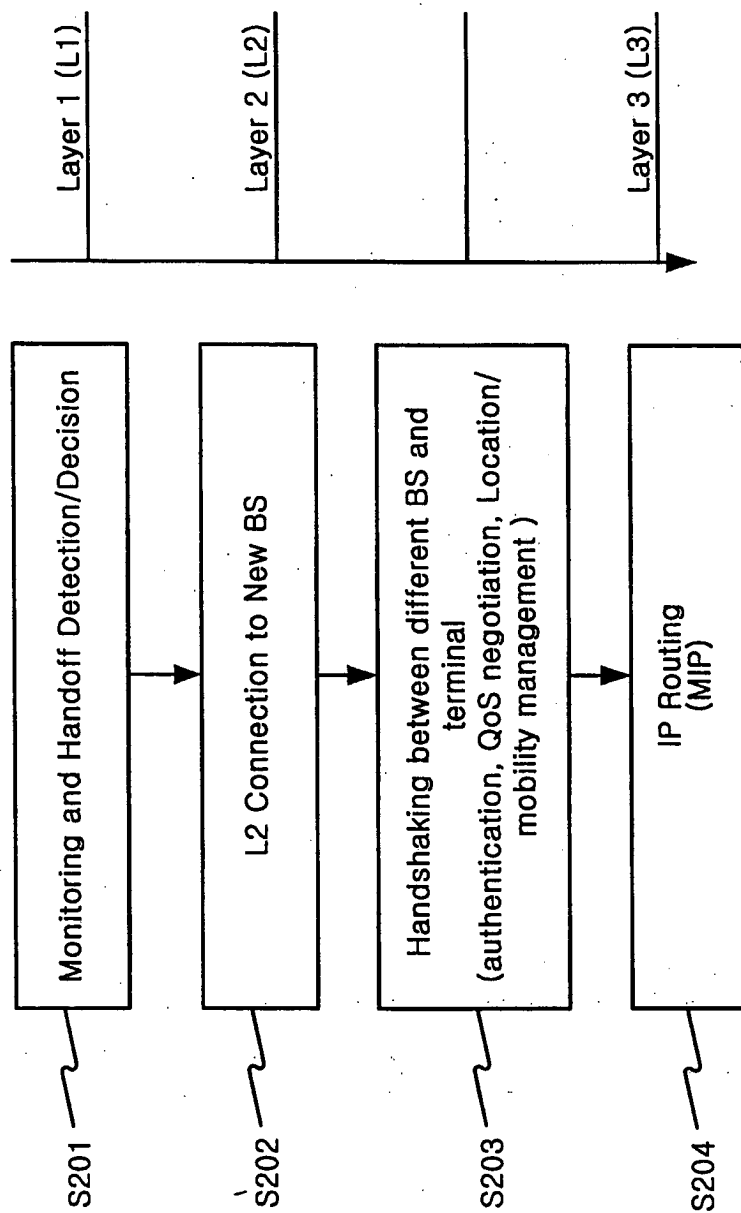 S201
Monitoring and Handoff Detection/Decision
Layer 1 (L1)
S202
L2 Connection to New BS
Layer 2 (L2)
S203
Handshaking between different BS and
terminal
(authentication, QoS negotiation, Location/
mobility management )
S204
IP Routing
(MIP)
Layer 3 (L3)